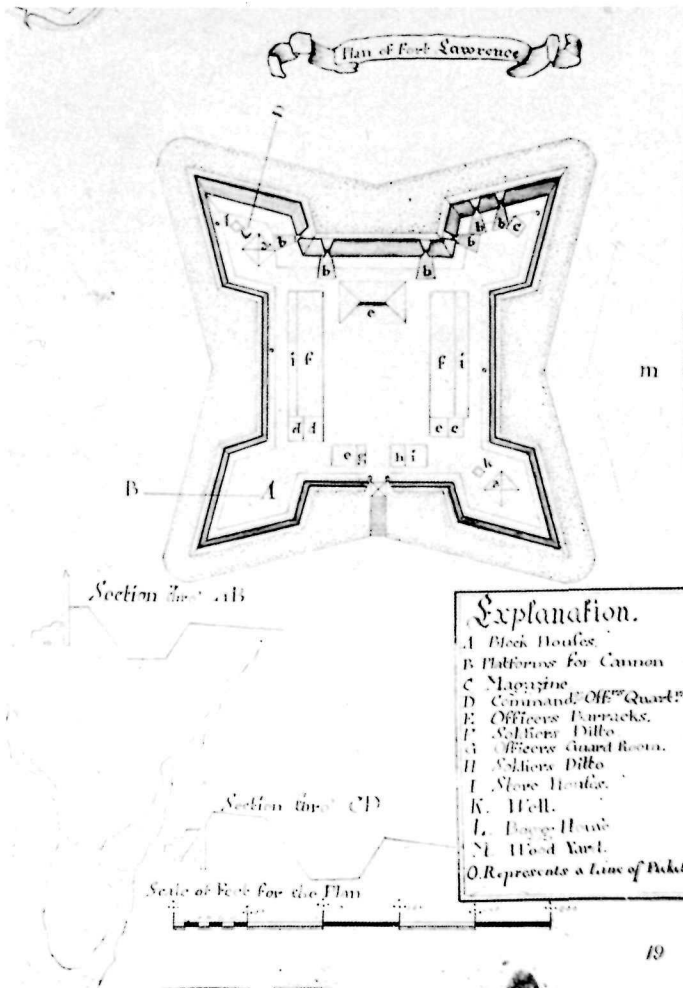 Plan of Fort Lawrence
b
b
b
c
b
b
b
e
i f
f i
m
d d
e c
e g
h i
k
a
B
A
Section thro' AB
Explanation.
A Block Houses.
B Platforms for Cannon
C Magazine
D Command. Offrs Quartrs
E Officers Barracks.
F Soldiers Ditto
G Officers Guard Room.
H Soldiers Ditto
I Store Houses.
K. Well.
L. House
M. Wood Yard.
O. Represents a Line of Picket
Section thro' CD
Scale of Feet for the Plan
19